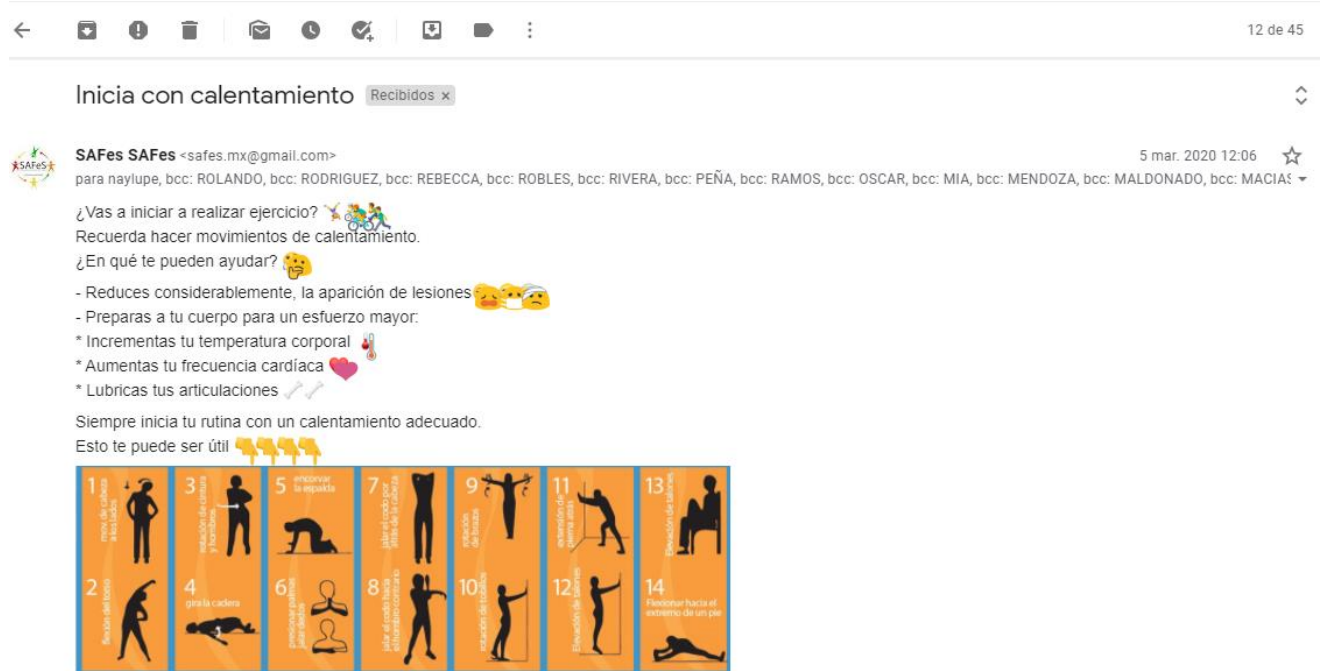 12 de 45
Inicia con calentamiento Recibidos ×
SAFeS
SAFes SAFes <safes.mx@gmail.com> 5 mar. 2020 12:06
para naylupe, bcc: ROLANDO, bcc: RODRIGUEZ, bcc: REBECCA, bcc: ROBLES, bcc: RIVERA, bcc: PEÑA, bcc: RAMOS, bcc: OSCAR, bcc: MIA, bcc: MENDOZA, bcc: MALDONADO, bcc: MACIAS
¿Vas a iniciar a realizar ejercicio?
Recuerda hacer movimientos de calentamiento.
¿En qué te pueden ayudar?
- Reduces considerablemente, la aparición de lesiones
- Preparas a tu cuerpo para un esfuerzo mayor:
* Incrementas tu temperatura corporal
* Aumentas tu frecuencia cardíaca
* Lubricas tus articulaciones
Siempre inicia tu rutina con un calentamiento adecuado.
Esto te puede ser útil
1
mov. de cabeza
a los lados
3
rotación de cintura
y hombros
5 encorvar
la espalda
7
jalar el codo por
atrás de la cabeza
9
rotación
de brazos
11
extensión de
pierna atrás
13
Elevación de talones
2
flexión del torso
4
gira la cadera
6
presionar palmas
jalar dedos
8
jalar el codo hacia
el hombro contrario
10
rotación de tobillos
12
Elevación de talones
14
Flexionar hacia el
extremo de un pie